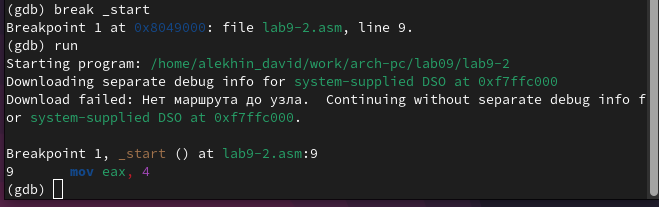 (gdb) break _start
Breakpoint 1 at 0x8049000: file lab9-2.asm, line 9.
(gdb) run
Starting program: /home/alekhin_david/work/arch-pc/lab09/lab9-2
Downloading separate debug info for system-supplied DSO at 0xf7ffc000
Download failed: Нет маршрута до узла.  Continuing without separate debug info f
or system-supplied DSO at 0xf7ffc000.

Breakpoint 1, _start () at lab9-2.asm:9
9       mov eax, 4
(gdb)